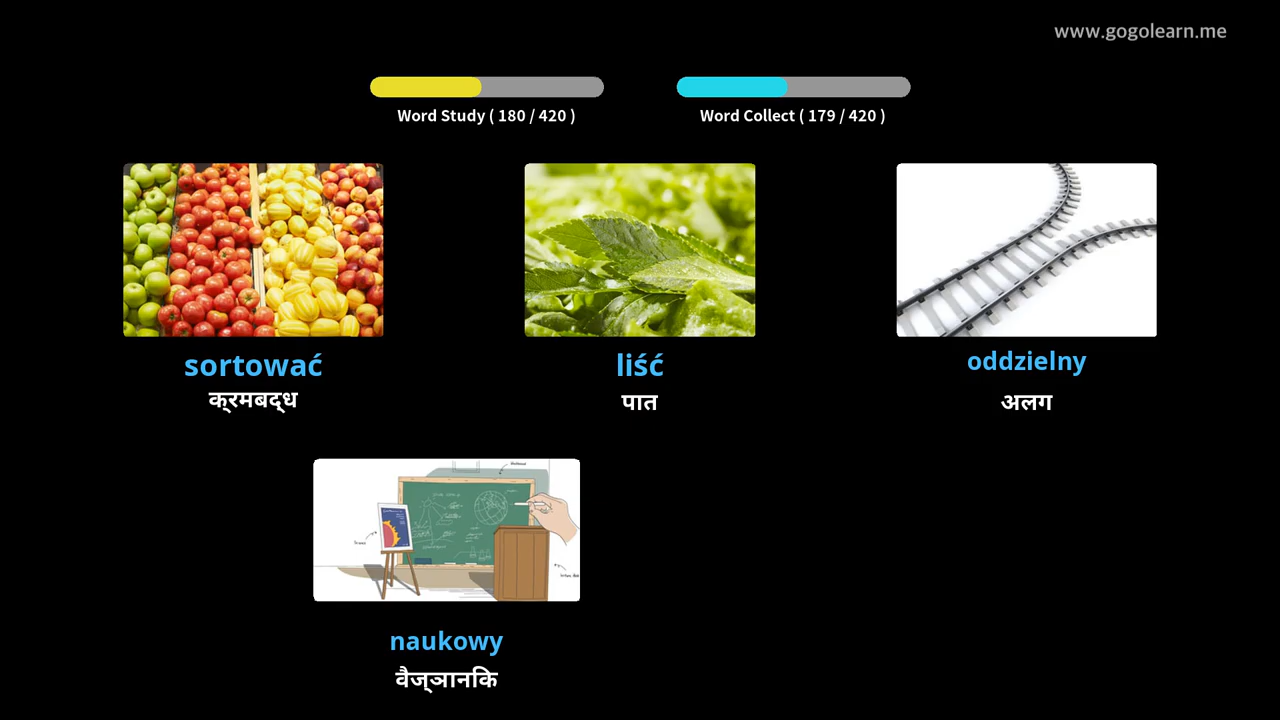 www.gogolearn.me
Word Study ( 180 / 420 )
Word Collect ( 179 / 420 )
sortować
liść
oddzielny
क्रमबद्ध
पात
अलग
naukowy
वैज्ञानिक